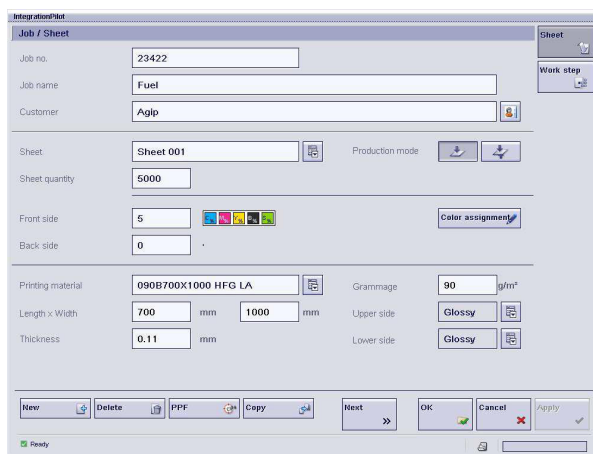 IntegrationPilot
Job / Sheet
Sheet
Work step
Job no. 23422
Job name Fuel
Customer Agip
Sheet Sheet 001 Production mode
Sheet quantity 5000
Front side 5 Color assignment
Back side 0
Printing material 090B700X1000 HFG LA Grammage 90 g/m²
Length x Width 700 mm 1000 mm Upper side Glossy
Thickness 0.11 mm Lower side Glossy
New Delete PPF Copy Next OK Cancel Apply
Ready